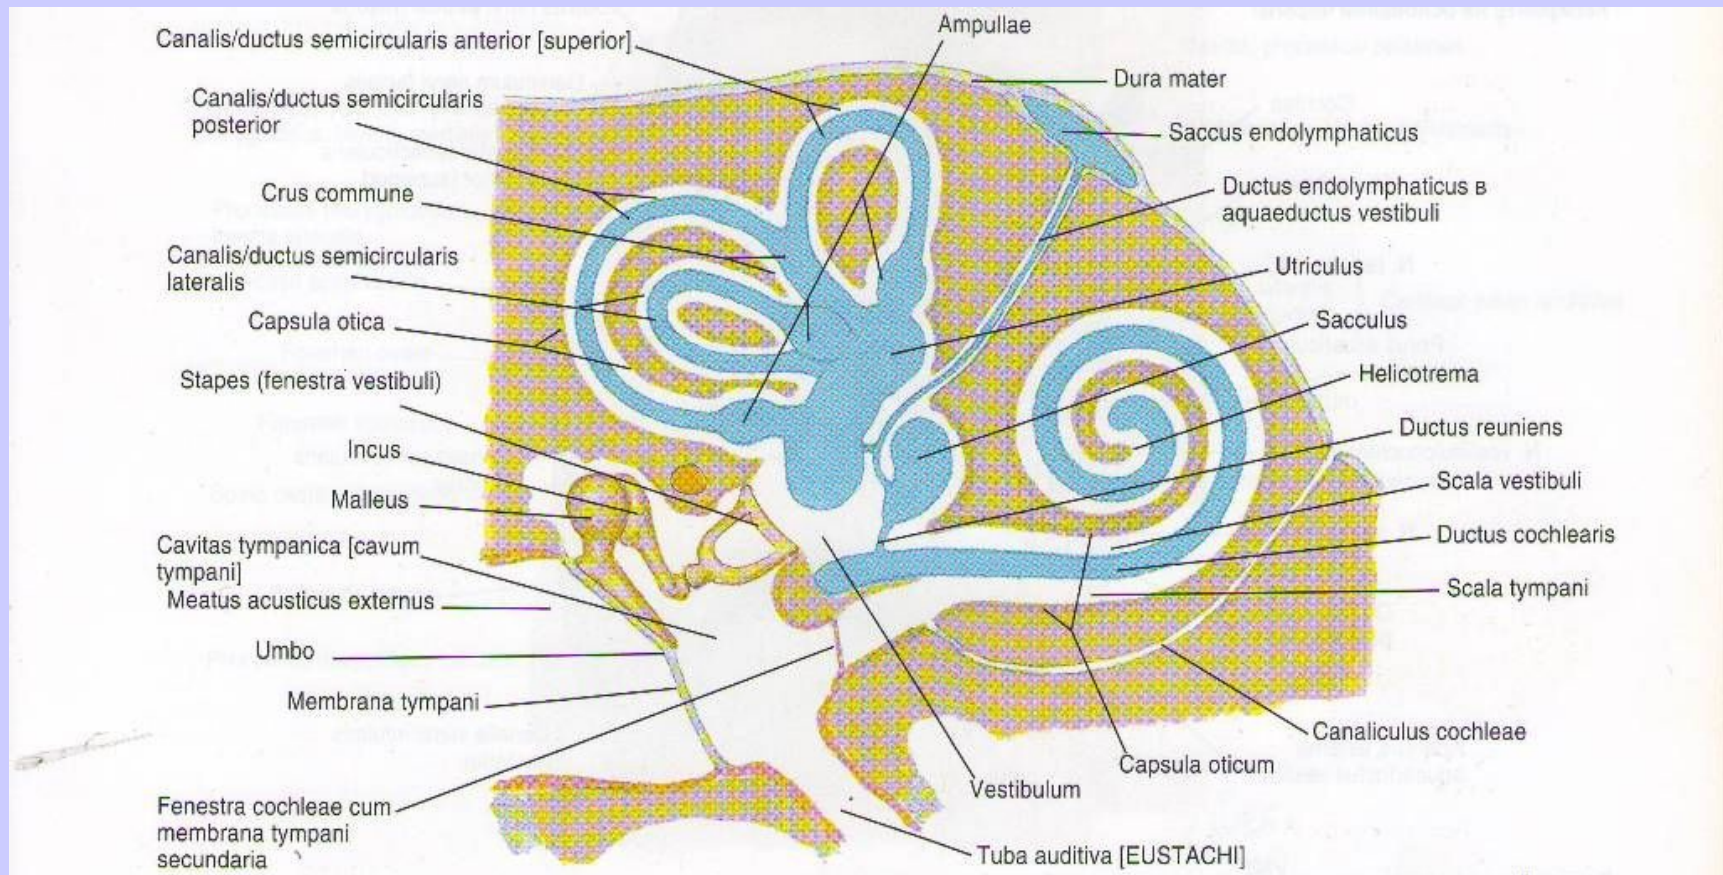 Canalis/ductus semicircularis anterior [superior]
Canalis/ductus semicircularis
posterior
Crus commune
Canalis/ductus semicircularis
lateralis
Capsula otica
Stapes (fenestra vestibuli)
Incus
Malleus
Cavitas tympanica [cavum
tympani]
Meatus acusticus externus
Umbo
Membrana tympani
Fenestra cochleae cum
membrana tympani
secundaria
Ampullae
Dura mater
Saccus endolymphaticus
Ductus endolymphaticus в
aquaeductus vestibuli
Utriculus
Sacculus
Helicotrema
Ductus reuniens
Scala vestibuli
Ductus cochlearis
Scala tympani
Canaliculus cochleae
Capsula oticum
Vestibulum
Tuba auditiva [EUSTACHI]